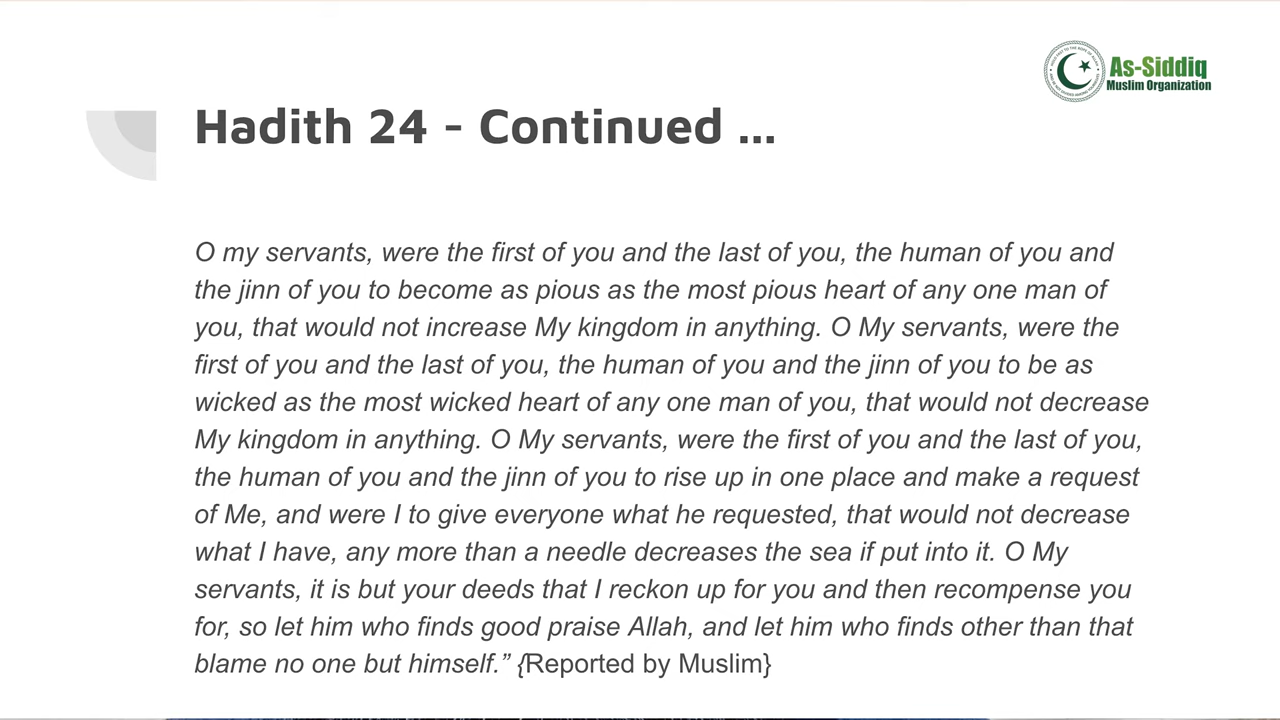 As-Siddiq
Muslim Organization
Hadith 24 - Continued ...
O my servants, were the first of you and the last of you, the human of you and
the jinn of you to become as pious as the most pious heart of any one man of
you, that would not increase My kingdom in anything. O My servants, were the
first of you and the last of you, the human of you and the jinn of you to be as
wicked as the most wicked heart of any one man of you, that would not decrease
My kingdom in anything. O My servants, were the first of you and the last of you,
the human of you and the jinn of you to rise up in one place and make a request
of Me, and were I to give everyone what he requested, that would not decrease
what I have, any more than a needle decreases the sea if put into it. O My
servants, it is but your deeds that I reckon up for you and then recompense you
for, so let him who finds good praise Allah, and let him who finds other than that
blame no one but himself.” {Reported by Muslim}